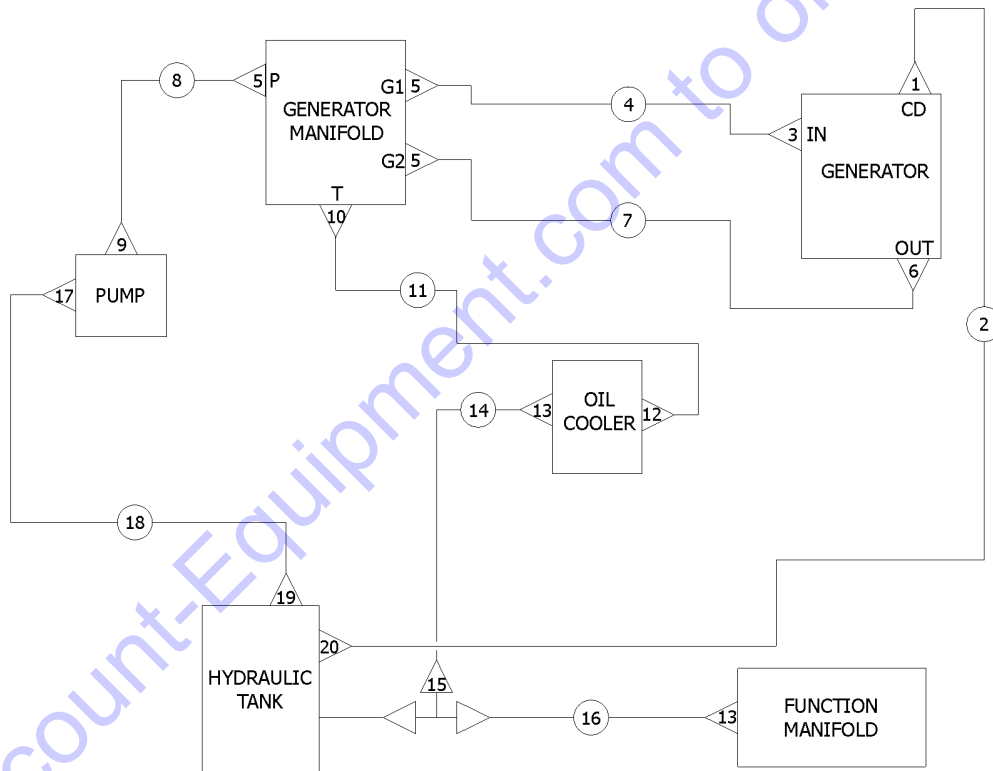 8
5 P
G1 5
GENERATOR
MANIFOLD
4
1
CD
3 IN
GENERATOR
G2 5
T
10
7
OUT
6
9
17
PUMP
11
2
14
13
OIL
COOLER
12
18
19
20
HYDRAULIC
TANK
15
16
13
FUNCTION
MANIFOLD
count-Equipment.com to o